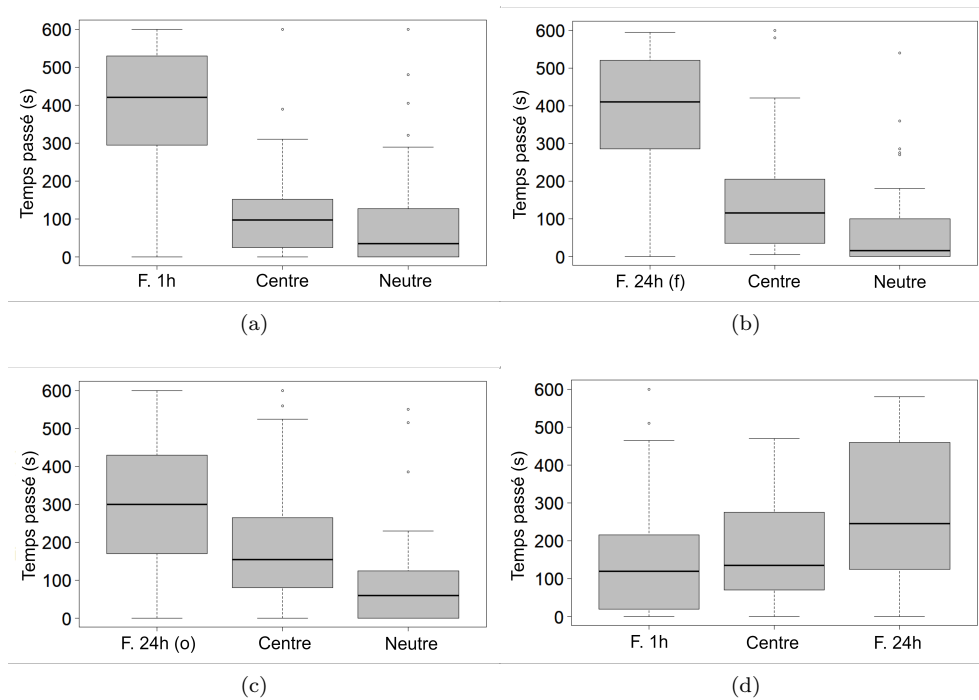 Temps passé (s)
600
500
400
300
200
100
0
F. 1h Centre Neutre
(a)
Temps passé (s)
600
500
400
300
200
100
0
F. 24h (f) Centre Neutre
(b)
Temps passé (s)
600
500
400
300
200
100
0
F. 24h (o) Centre Neutre
(c)
Temps passé (s)
600
500
400
300
200
100
0
F. 1h Centre F. 24h
(d)